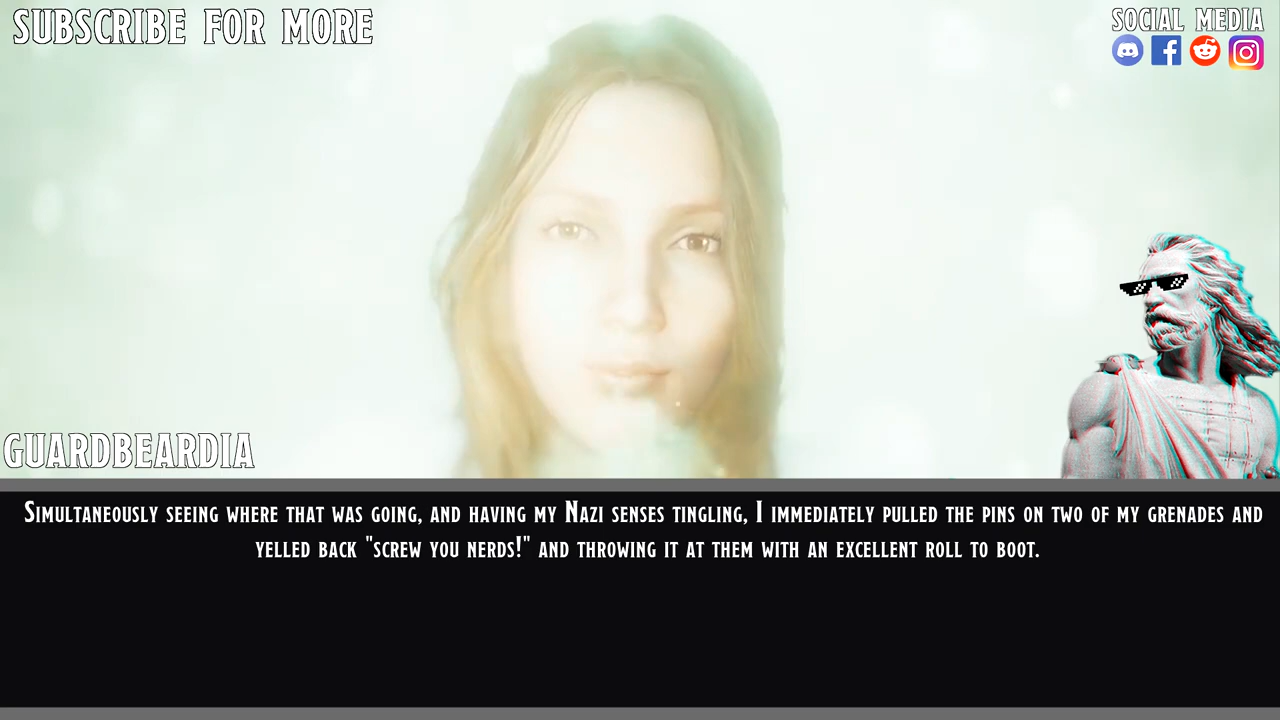 SUBSCRIBE FOR MORE
SOCIAL MEDIA
GUARDBEARDIA
Simultaneously seeing where that was going, and having my Nazi senses tingling, I immediately pulled the pins on two of my grenades and
yelled back "screw you nerds!" and throwing it at them with an excellent roll to boot.